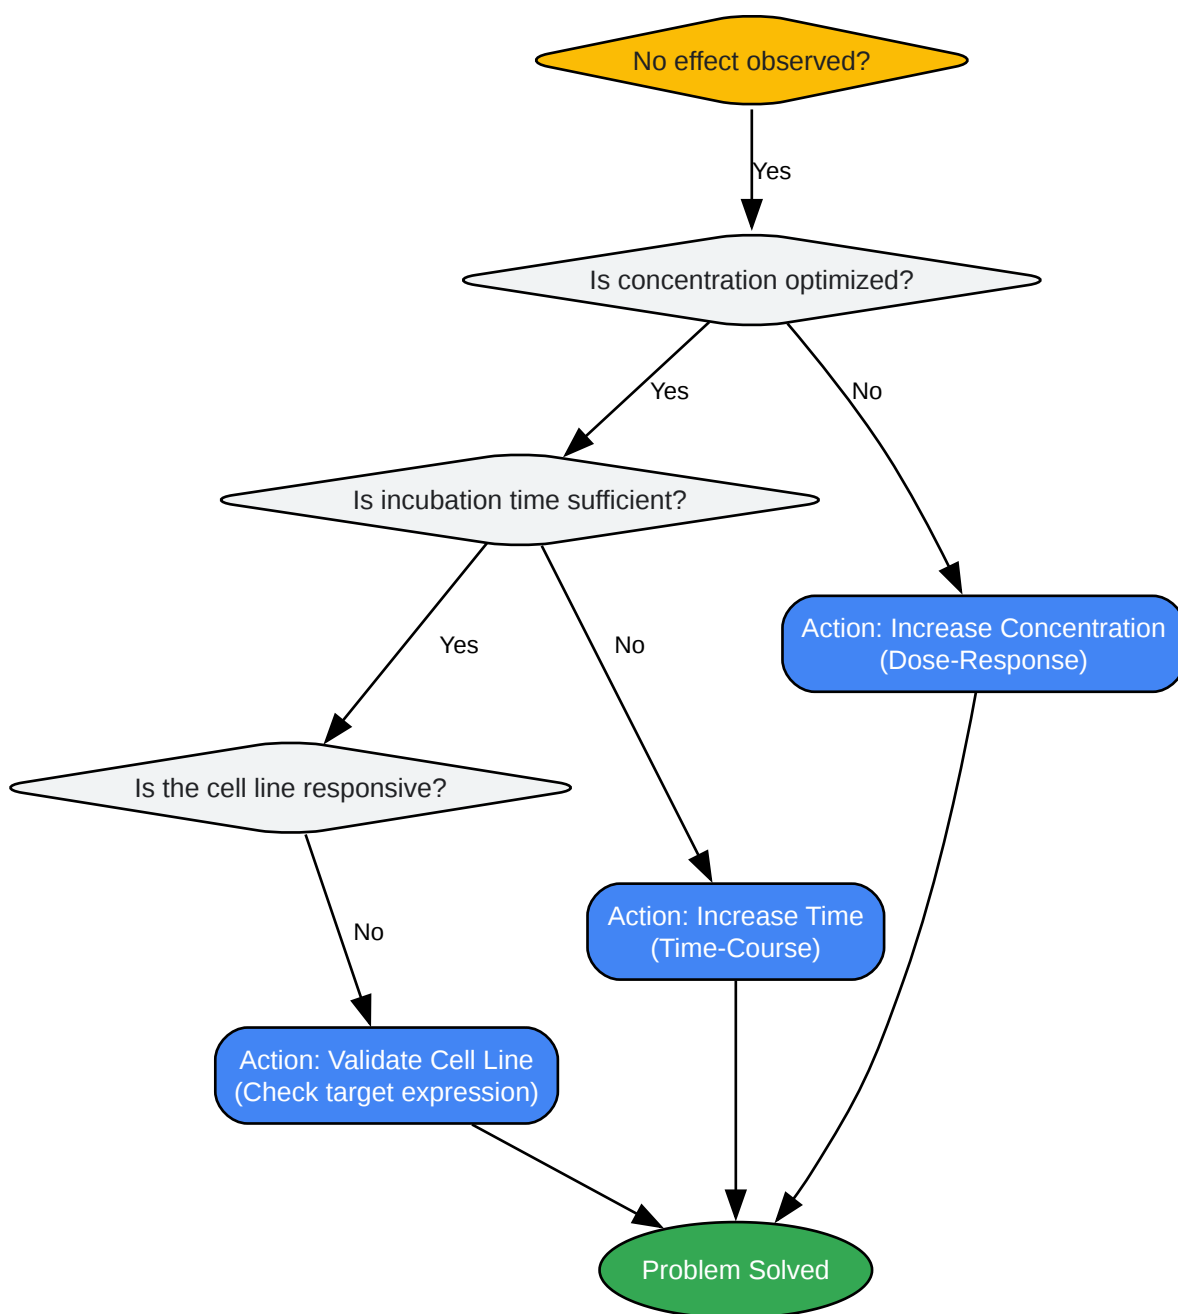 No effect observed?
Yes
Is concentration optimized?
Yes
No
Is incubation time sufficient?
Yes
No
Action: Increase Concentration
(Dose-Response)
Is the cell line responsive?
No
Action: Increase Time
(Time-Course)
Action: Validate Cell Line
(Check target expression)
Problem Solved